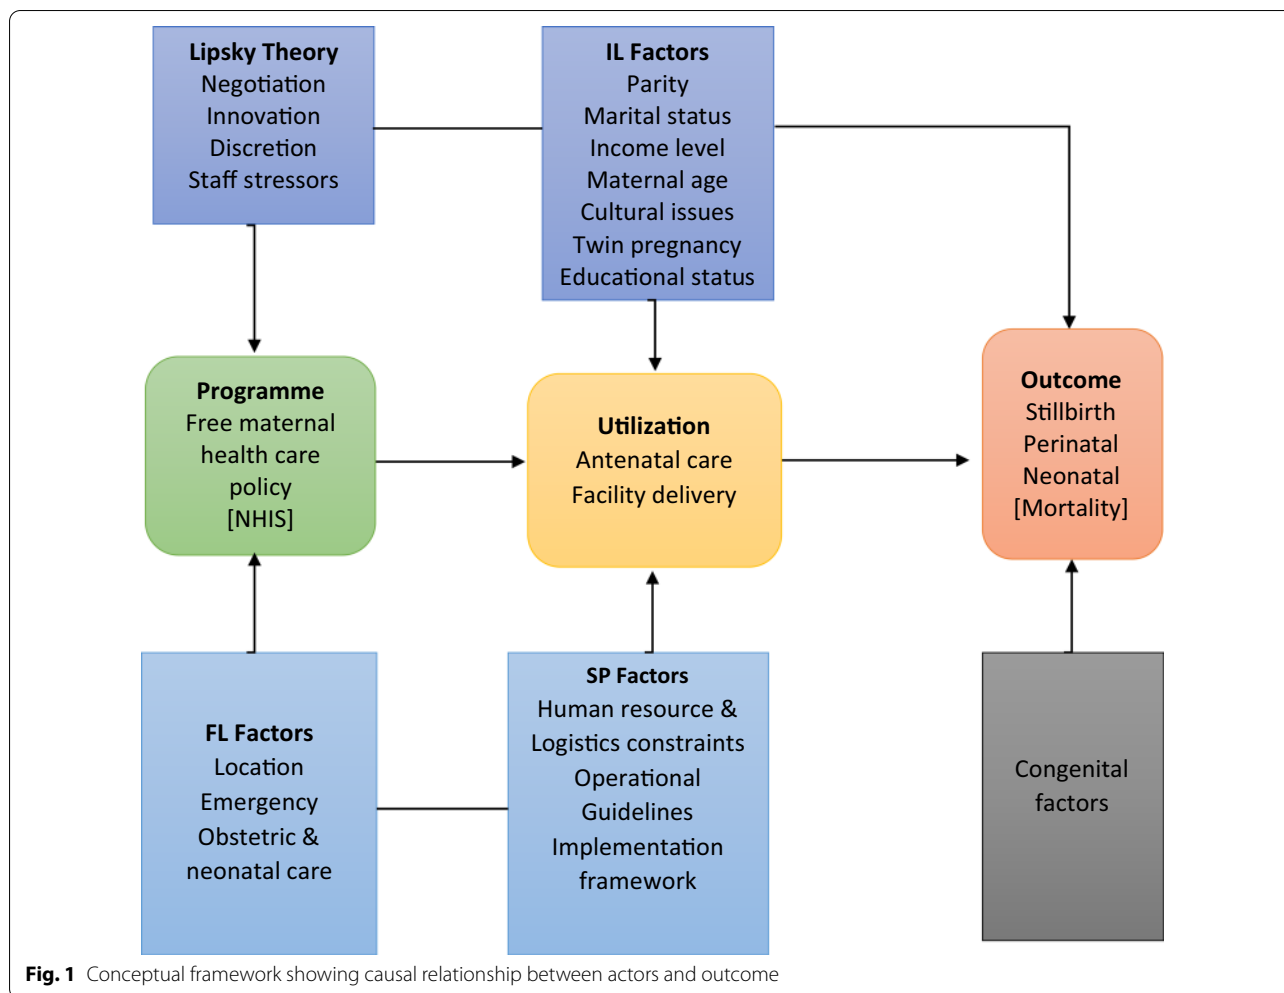 Lipsky Theory
Negotiation
Innovation
Discretion
Staff stressors
IL Factors
Parity
Marital status
Income level
Maternal age
Cultural issues
Twin pregnancy
Educational status
Programme
Free maternal
health care
policy
[NHIS]
Utilization
Antenatal care
Facility delivery
Outcome
Stillbirth
Perinatal
Neonatal
[Mortality]
FL Factors
Location
Emergency
Obstetric &
neonatal care
SP Factors
Human resource &
Logistics constraints
Operational
Guidelines
Implementation
framework
Congenital
factors
Fig. 1 Conceptual framework showing causal relationship between actors and outcome